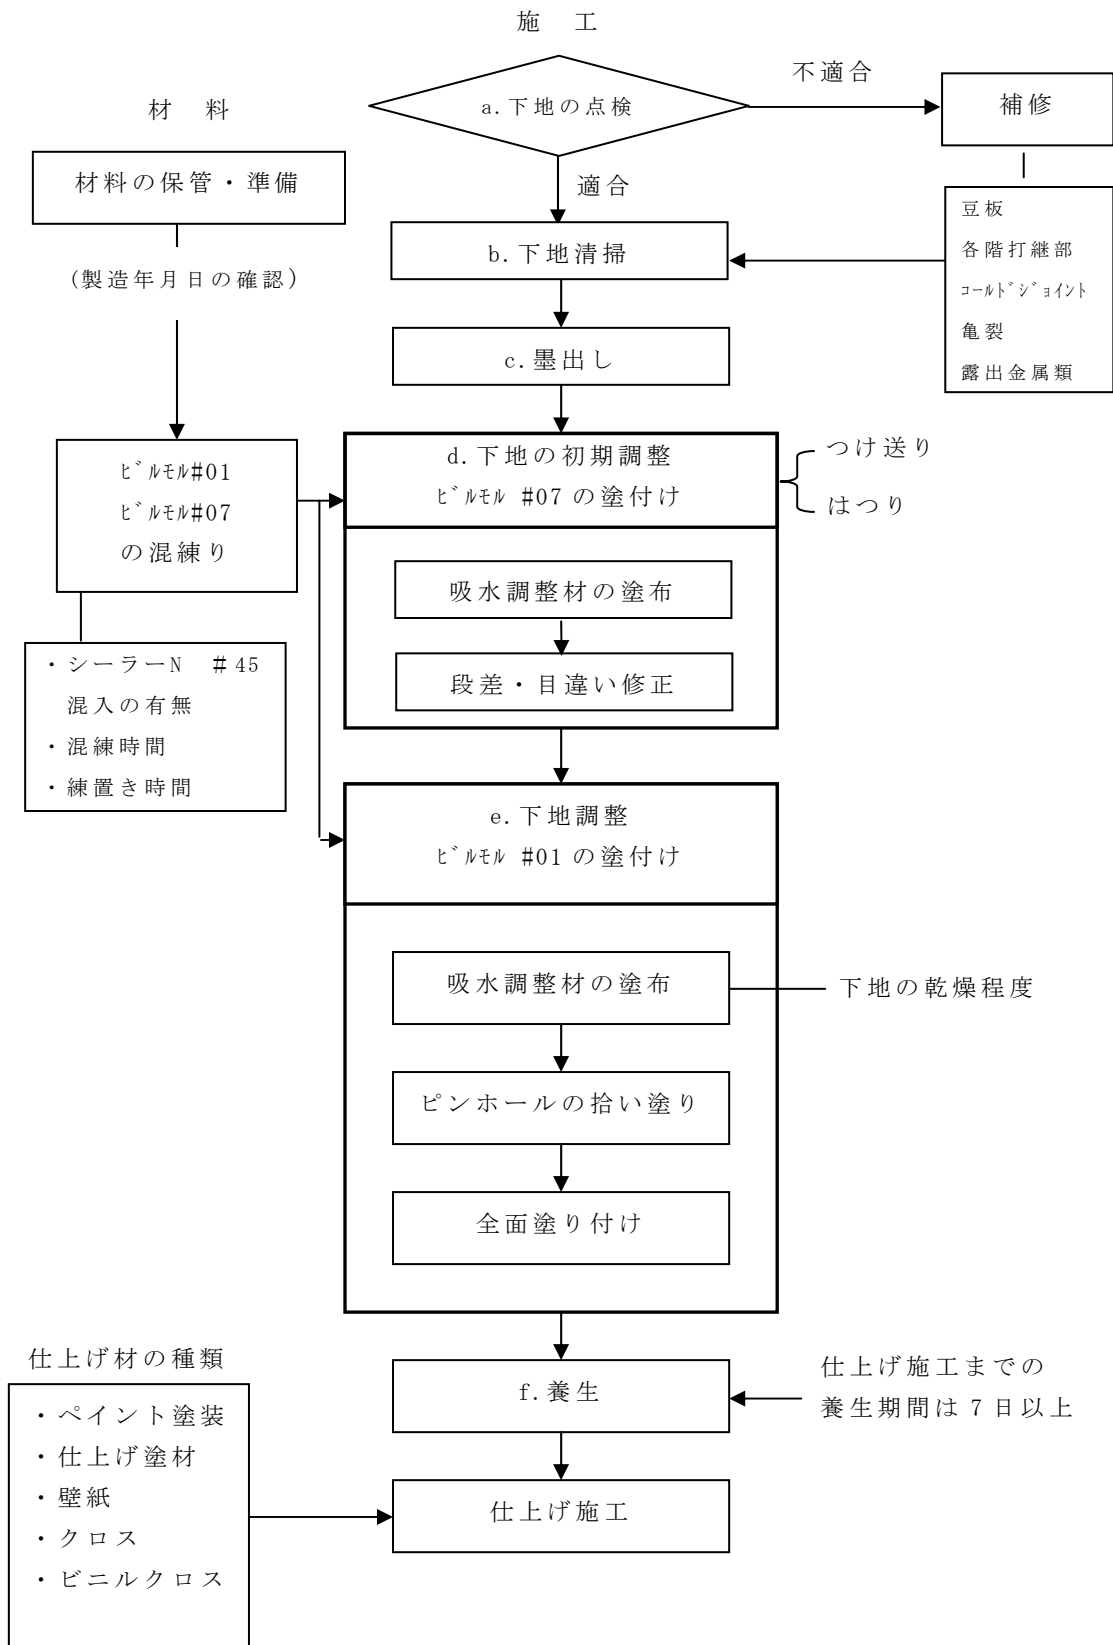 施　工
a.下地の点検
不適合
補修
材　料
材料の保管・準備
(製造年月日の確認)
適合
豆板
各階打継部
ｺｰﾙﾄﾞｼﾞｮｲﾝﾄ
亀裂
露出金属類
b.下地清掃
c.墨出し
ﾋﾞﾙﾓﾙ#01
ﾋﾞﾙﾓﾙ#07
の混練り
d.下地の初期調整
ﾋﾞﾙﾓﾙ #07の塗付け
つけ送り
はつり
吸水調整材の塗布
段差・目違い修正
・シーラーN　＃45
混入の有無
・混練時間
・練置き時間
e.下地調整
ﾋﾞﾙﾓﾙ #01の塗付け
吸水調整材の塗布
下地の乾燥程度
ピンホールの拾い塗り
全面塗り付け
f.養生
仕上げ施工までの
養生期間は7日以上
仕上げ材の種類
・ペイント塗装
・仕上げ塗材
・壁紙
・クロス
・ビニルクロス
仕上げ施工